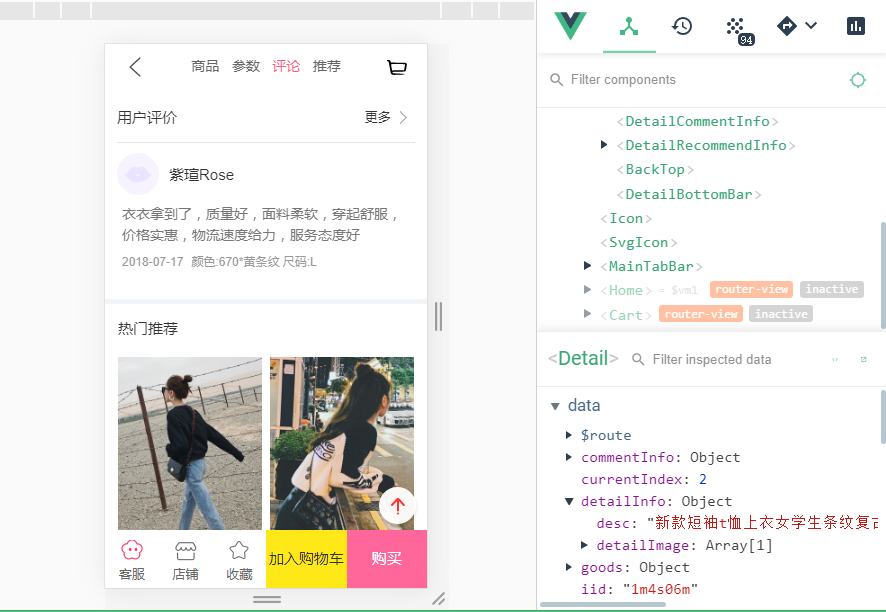 商品 参数 评论 推荐
用户评价 更多
紫瑄Rose
衣衣拿到了，质量好，面料柔软，穿起舒服，
价格实惠，物流速度给力，服务态度好
2018-07-17 颜色:670*黄条纹 尺码:L
热门推荐
客服 店铺 收藏 加入购物车 购买
94
Filter components
<DetailCommentInfo>
<DetailRecommendInfo>
<BackTop>
<DetailBottomBar>
<Icon>
<SvgIcon>
<MainTabBar>
<Home> = $vm1 router-view inactive
<Cart> router-view inactive
<Detail> Filter inspected data
data
$route
commentInfo: Object
currentIndex: 2
detailInfo: Object
desc: "新款短袖t恤上衣女学生条纹复古
detailImage: Array[1]
goods: Object
iid: "1m4s06m"